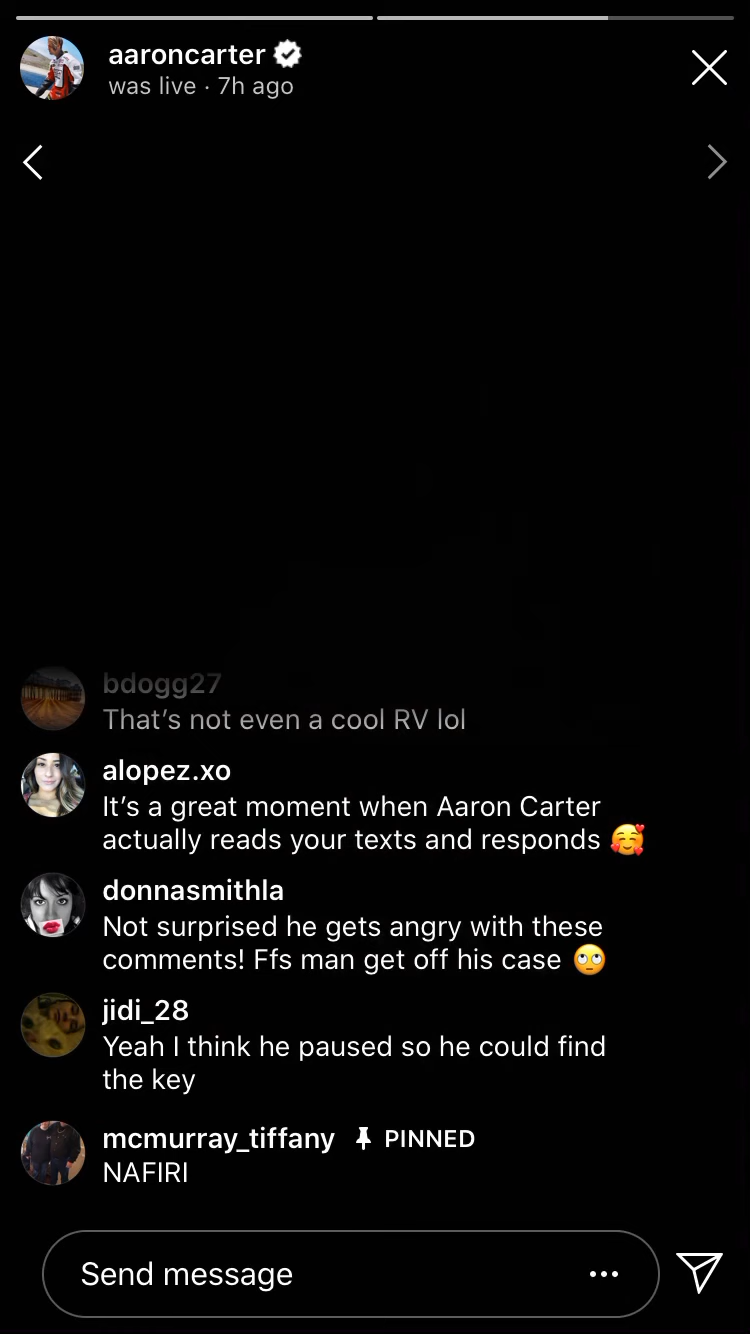 aaroncarter
was live · 7h ago
bdogg27
That's not even a cool RV lol
alopez.xo
It's a great moment when Aaron Carter
actually reads your texts and responds 🥰
donnasmithla
Not surprised he gets angry with these
comments! Ffs man get off his case 🙄
jidi_28
Yeah I think he paused so he could find
the key
mcmurray_tiffany PINNED
NAFIRI
Send message